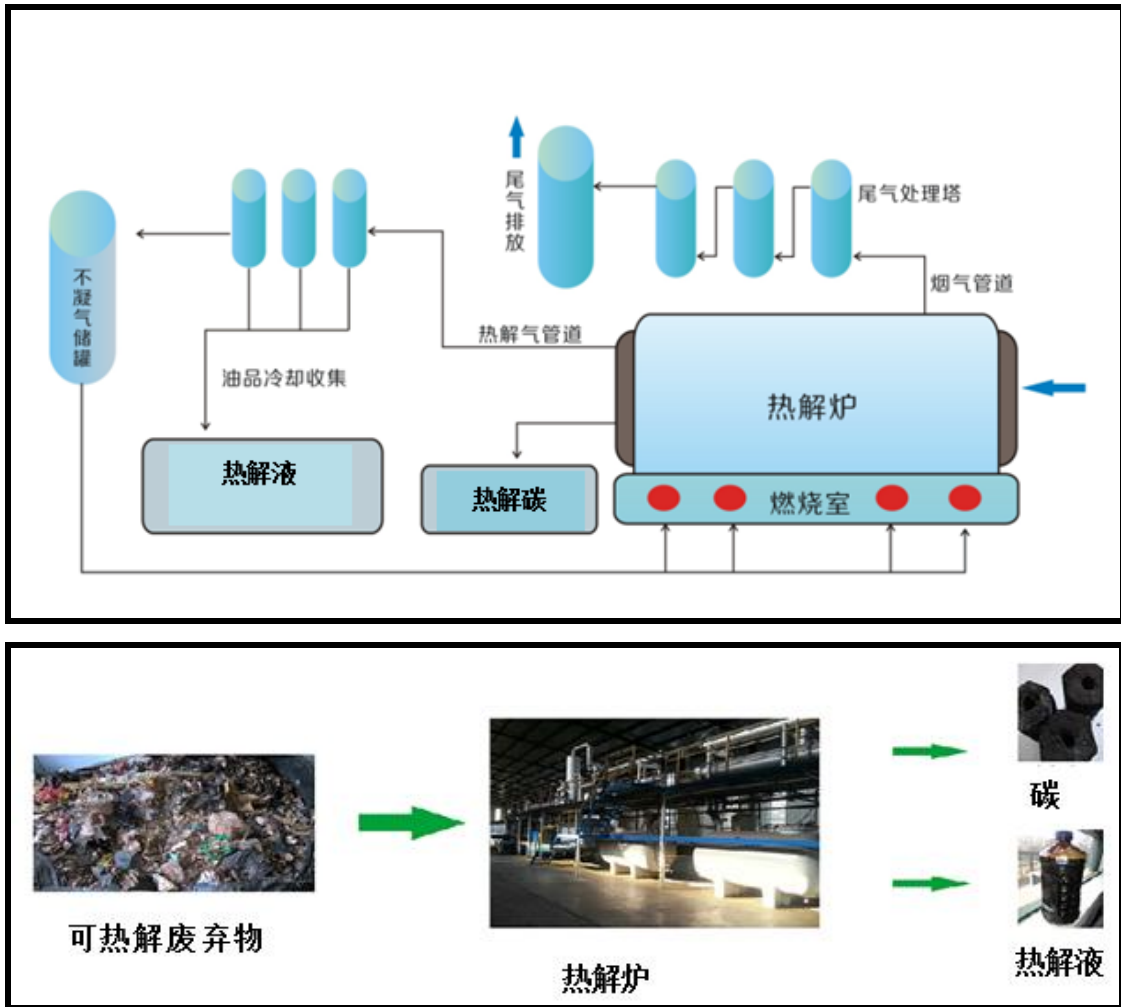 尾气排放
尾气处理塔
不凝气储罐
烟气管道
热解气管道
油品冷却收集
热解炉
热解液
热解碳
燃烧室
碳
可热解废弃物
热解炉
热解液